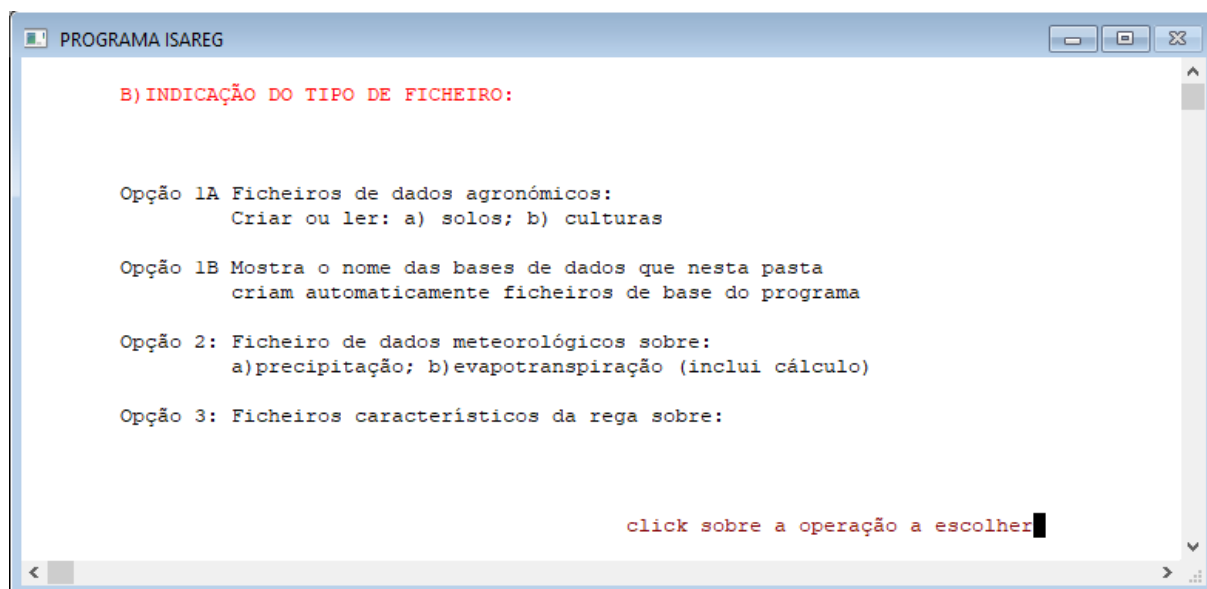 PROGRAMA ISAREG
B)INDICAÇÃO DO TIPO DE FICHEIRO:
Opção 1A Ficheiros de dados agronómicos:
Criar ou ler: a) solos; b) culturas
Opção 1B Mostra o nome das bases de dados que nesta pasta
criam automaticamente ficheiros de base do programa
Opção 2: Ficheiro de dados meteorológicos sobre:
a)precipitação; b)evapotranspiração (inclui cálculo)
Opção 3: Ficheiros característicos da rega sobre:
click sobre a operação a escolher